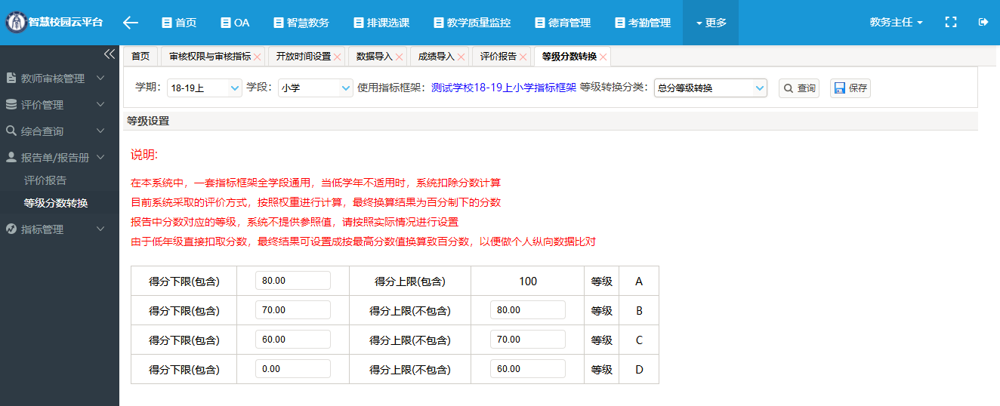 智慧校园云平台 首页 OA 智慧教务 排课选课 教学质量监控 德育管理 考勤管理 更多 教务主任
首页 审核权限与审核指标 开放时间设置 数据导入 成绩导入 评价报告 等级分数转换
教师审核管理
评价管理
综合查询
报告单/报告册
评价报告
等级分数转换
指标管理
学期: 18-19上 学段: 小学 使用指标框架: 测试学校18-19上小学指标框架 等级转换分类: 总分等级转换 查询 保存
等级设置
说明:
在本系统中，一套指标框架全学段通用，当低学年不适用时，系统扣除分数计算
目前系统采取的评价方式，按照权重进行计算，最终换算结果为百分制下的分数
报告中分数对应的等级，系统不提供参照值，请按照实际情况进行设置
由于低年级直接扣取分数，最终结果可设置成按最高分数值换算致百分数，以便做个人纵向数据比对
得分下限(包含) 80.00 得分上限(包含) 100 等级 A
得分下限(包含) 70.00 得分上限(不包含) 80.00 等级 B
得分下限(包含) 60.00 得分上限(不包含) 70.00 等级 C
得分下限(包含) 0.00 得分上限(不包含) 60.00 等级 D